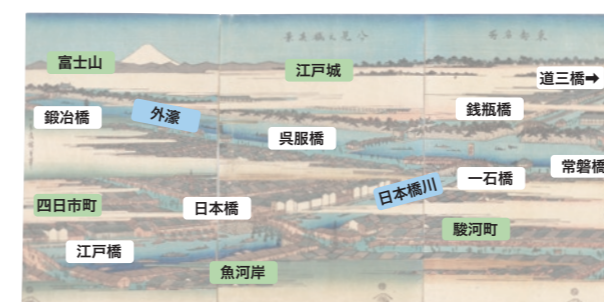 富士山
江戸城
道三橋➡
鍛冶橋
外濠
銭瓶橋
呉服橋
常磐橋
一石橋
日本橋川
四日市町
日本橋
駿河町
江戸橋
魚河岸